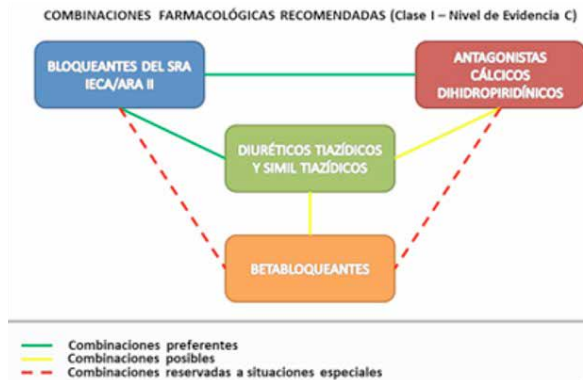 COMBINACIONES FARMACOLÓGICAS RECOMENDADAS (Clase I – Nivel de Evidencia C)
BLOQUEANTES DEL SRA
IECA/ARA II
ANTAGONISTAS
CÁLCICOS
DIHIDROPIRIDÍNICOS
DIURÉTICOS TIAZÍDICOS
Y SIMIL TIAZÍDICOS
BETABLOQUEANTES
Combinaciones preferentes
Combinaciones posibles
Combinaciones reservadas a situaciones especiales